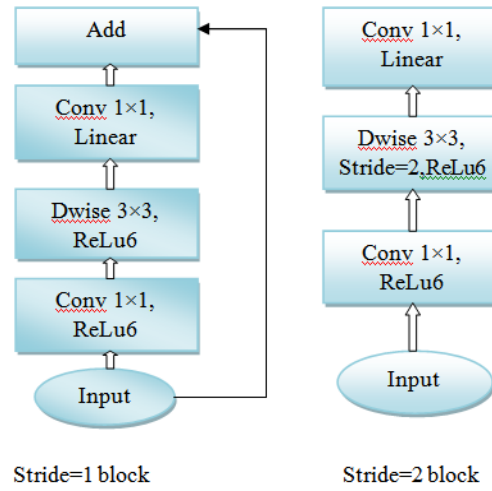 Add
Conv 1×1,
Linear
Dwise 3×3,
ReLu6
Conv 1×1,
ReLu6
Input
Stride=1 block
Conv 1×1,
Linear
Dwise 3×3,
Stride=2,ReLu6
Conv 1×1,
ReLu6
Input
Stride=2 block